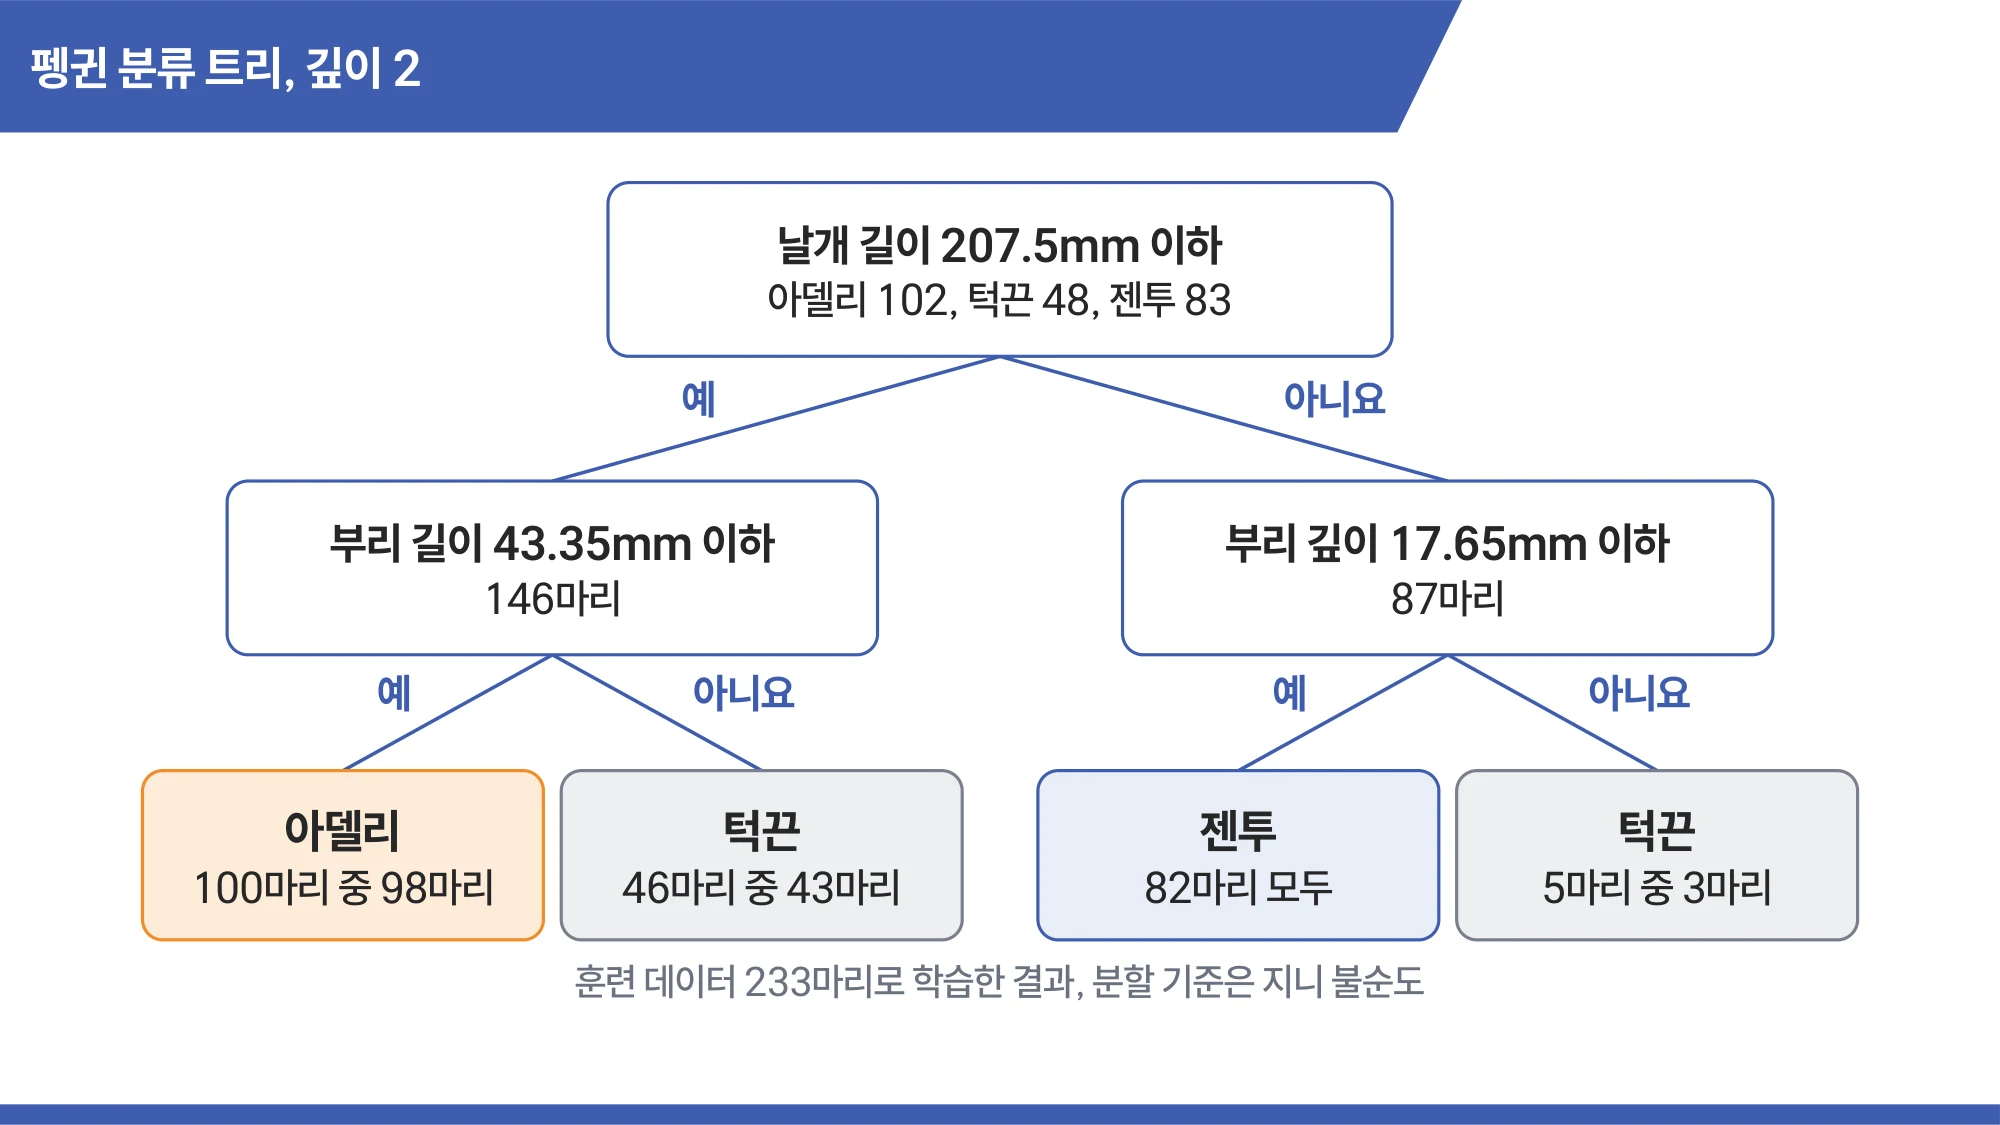 펭귄 분류 트리, 깊이 2
날개 길이 207.5mm 이하
아델리 102, 턱끈 48, 젠투 83
예
아니요
부리 길이 43.35mm 이하
146마리
부리 깊이 17.65mm 이하
87마리
예
아니요
예
아니요
아델리
100마리 중 98마리
턱끈
46마리 중 43마리
젠투
82마리 모두
턱끈
5마리 중 3마리
훈련 데이터 233마리로 학습한 결과, 분할 기준은 지니 불순도